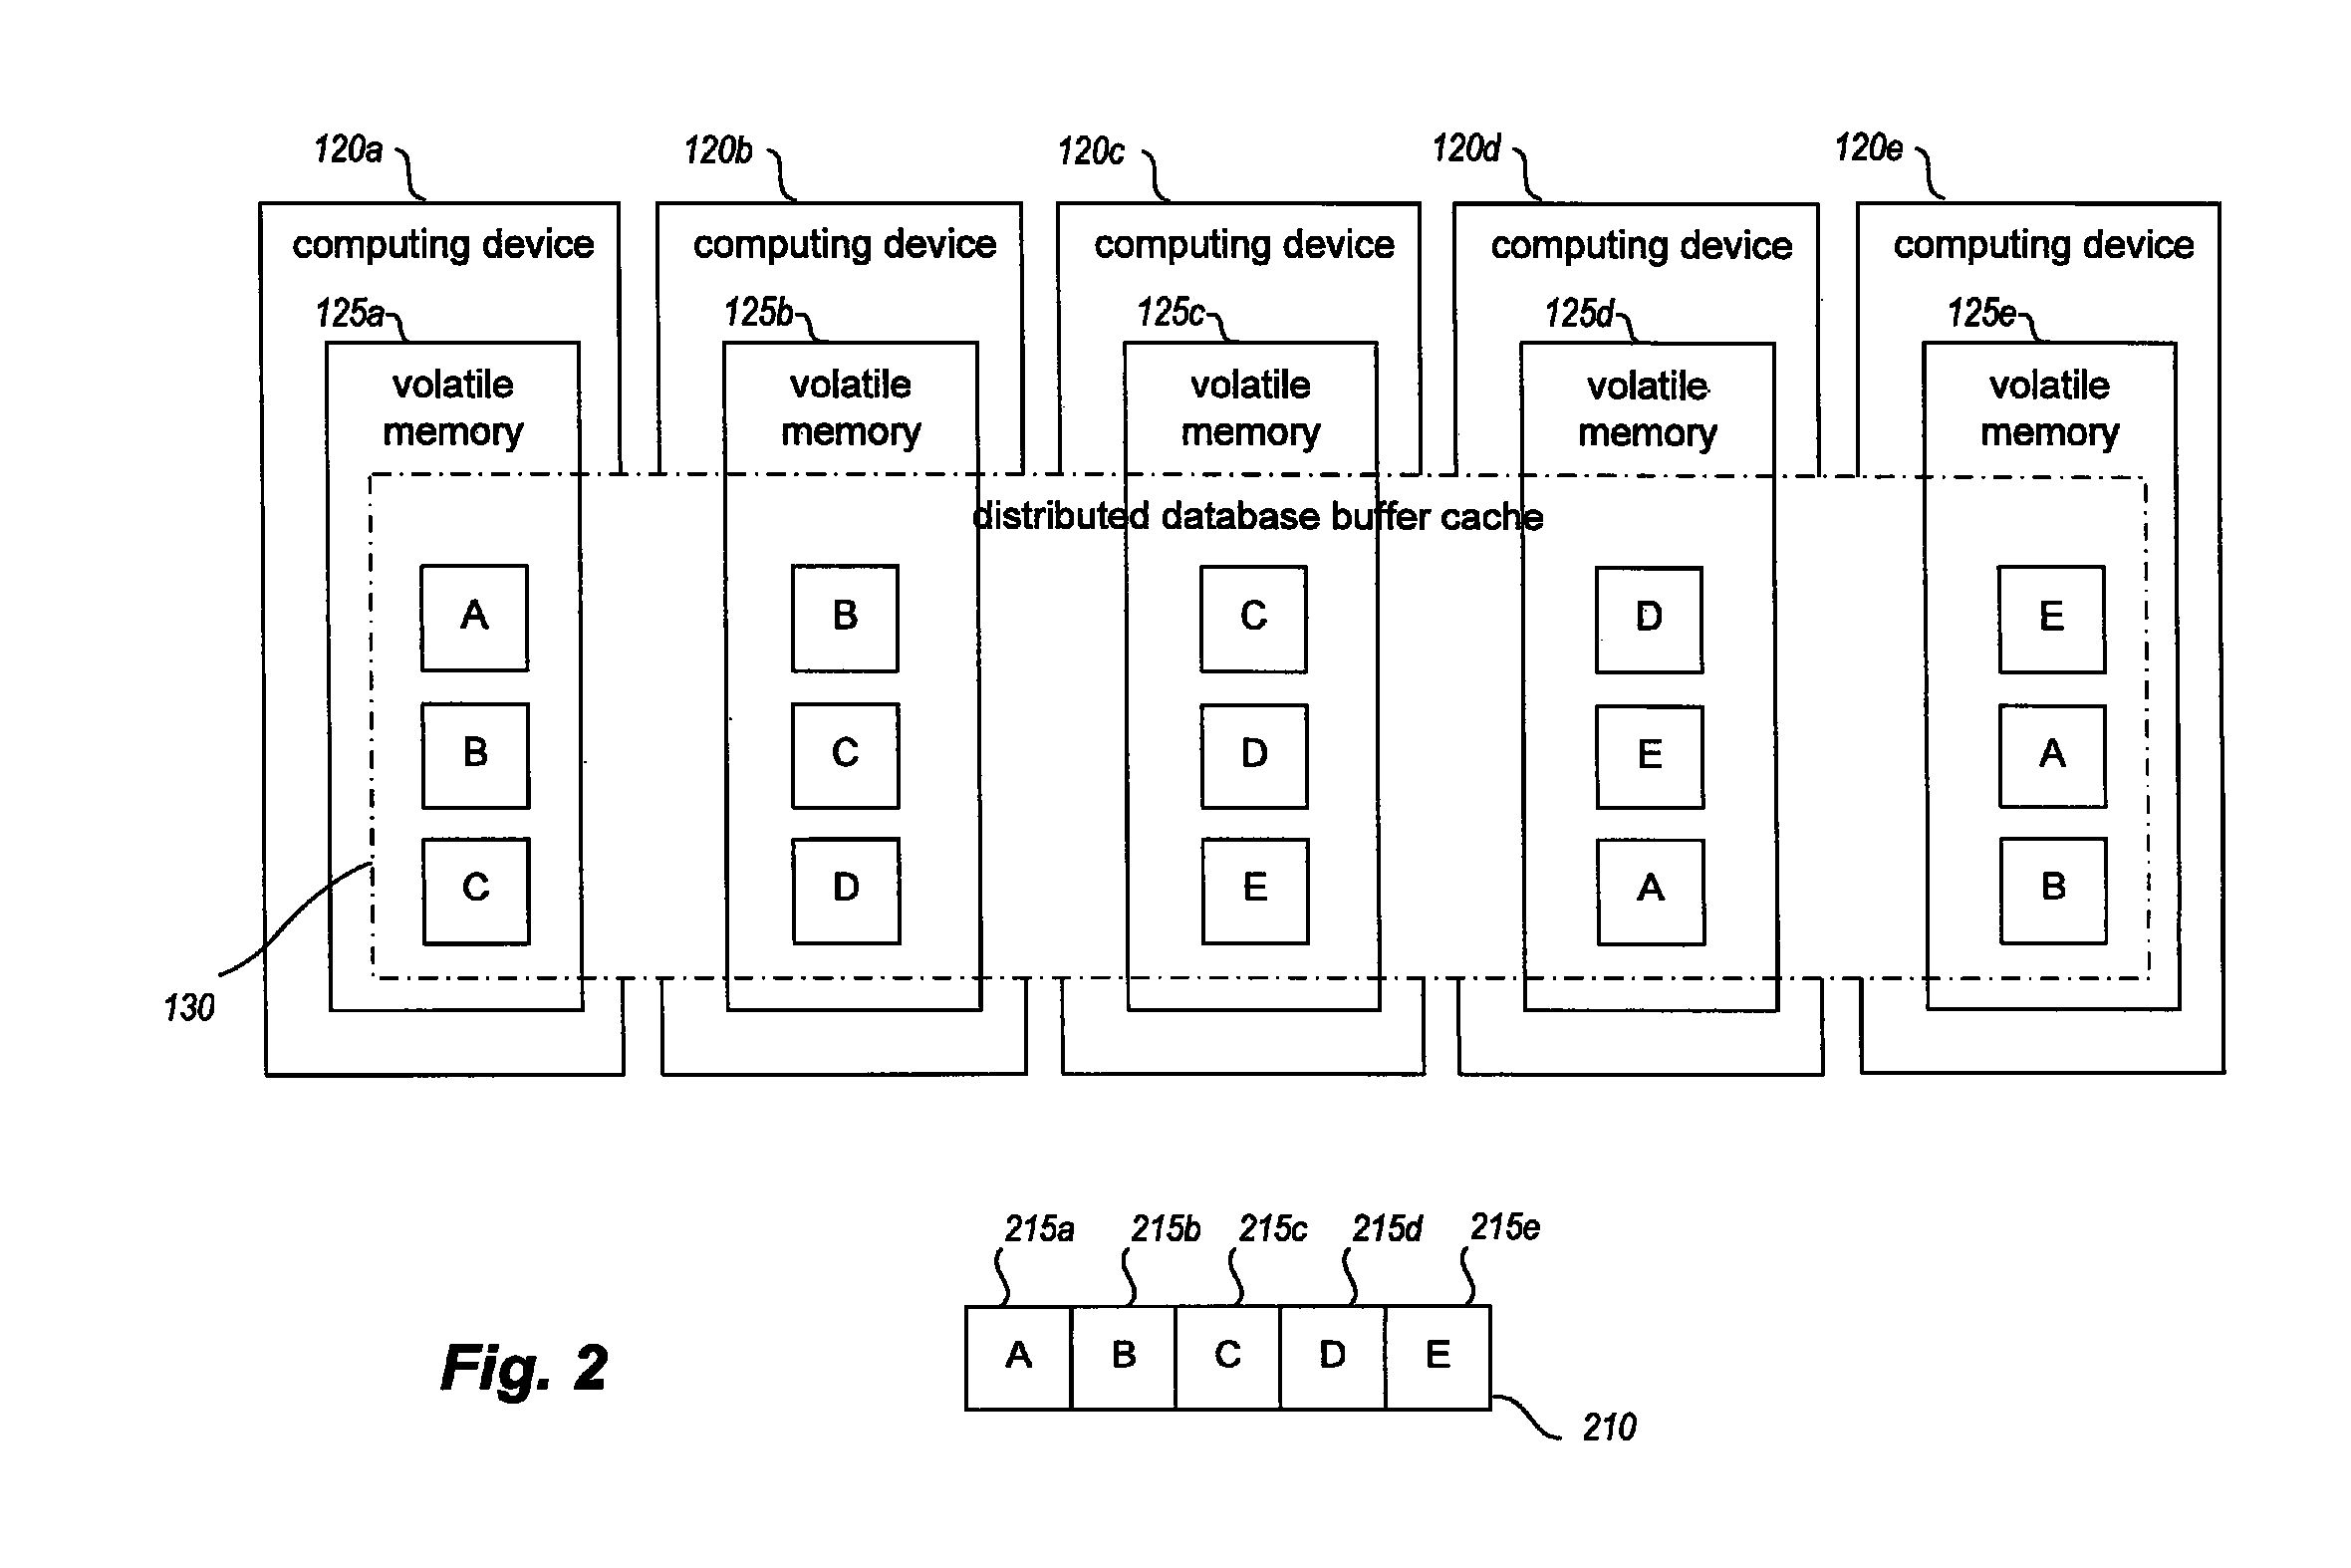 120a 120b 120c 120d 120e
computing device computing device computing device computing device computing device
125a 125b 125c 125d 125e
volatile memory volatile memory volatile memory volatile memory volatile memory
distributed database buffer cache
A B C D E
B C D E A
C D E A B
130
215a 215b 215c 215d 215e
A B C D E
Fig. 2
210